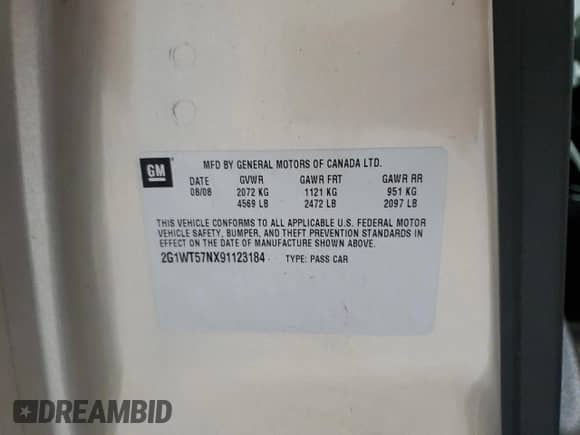 GM
MFD BY GENERAL MOTORS OF CANADA LTD.
DATE GVWR GAWR FRT GAWR RR
08/08 2072 KG 1121 KG 951 KG
4569 LB 2472 LB 2097 LB
THIS VEHICLE CONFORMS TO ALL APPLICABLE U.S. FEDERAL MOTOR
VEHICLE SAFETY, BUMPER, AND THEFT PREVENTION STANDARDS IN
EFFECT ON THE DATE OF MANUFACTURE SHOWN ABOVE.
2G1WT57NX91123184 TYPE: PASS CAR
DREAMBID